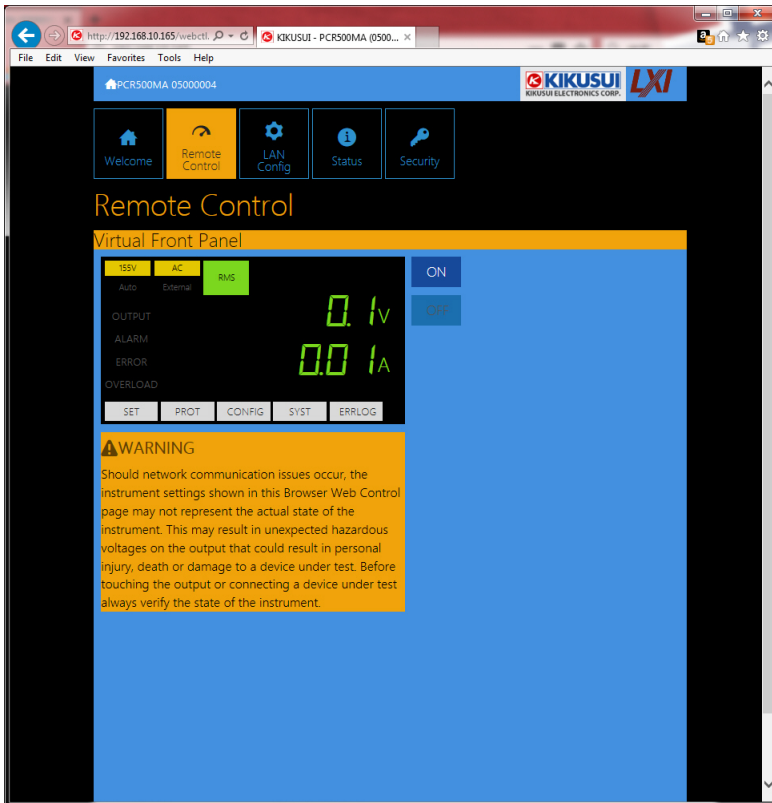 http://192.168.10.165/webctl.
KIKUSUI - PCR500MA (0500...
File Edit View Favorites Tools Help
PCR500MA 05000004
KIKUSUI
KIKUSUI ELECTRONICS CORP.
LXI
Welcome
Remote Control
LAN Config
Status
Security
Remote Control
Virtual Front Panel
155V AC RMS
Auto External
ON
OFF
OUTPUT
0.1V
ALARM
ERROR
0.01A
OVERLOAD
SET PROT CONFIG SYST ERRLOG
WARNING
Should network communication issues occur, the
instrument settings shown in this Browser Web Control
page may not represent the actual state of the
instrument. This may result in unexpected hazardous
voltages on the output that could result in personal
injury, death or damage to a device under test. Before
touching the output or connecting a device under test
always verify the state of the instrument.